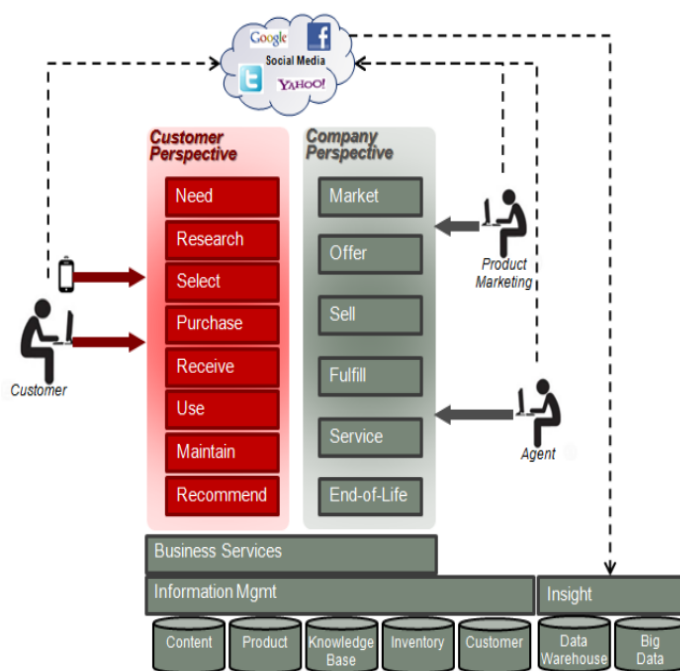 Google
f
Social Media
t
YAHOO!
Customer
Perspective
Company
Perspective
Need
Research
Select
Purchase
Receive
Use
Maintain
Recommend
Market
Offer
Sell
Fulfill
Service
End-of-Life
Customer
Product
Marketing
Agent
Business Services
Information Mgmt
Insight
Content
Product
Knowledge
Base
Inventory
Customer
Data
Warehouse
Big
Data